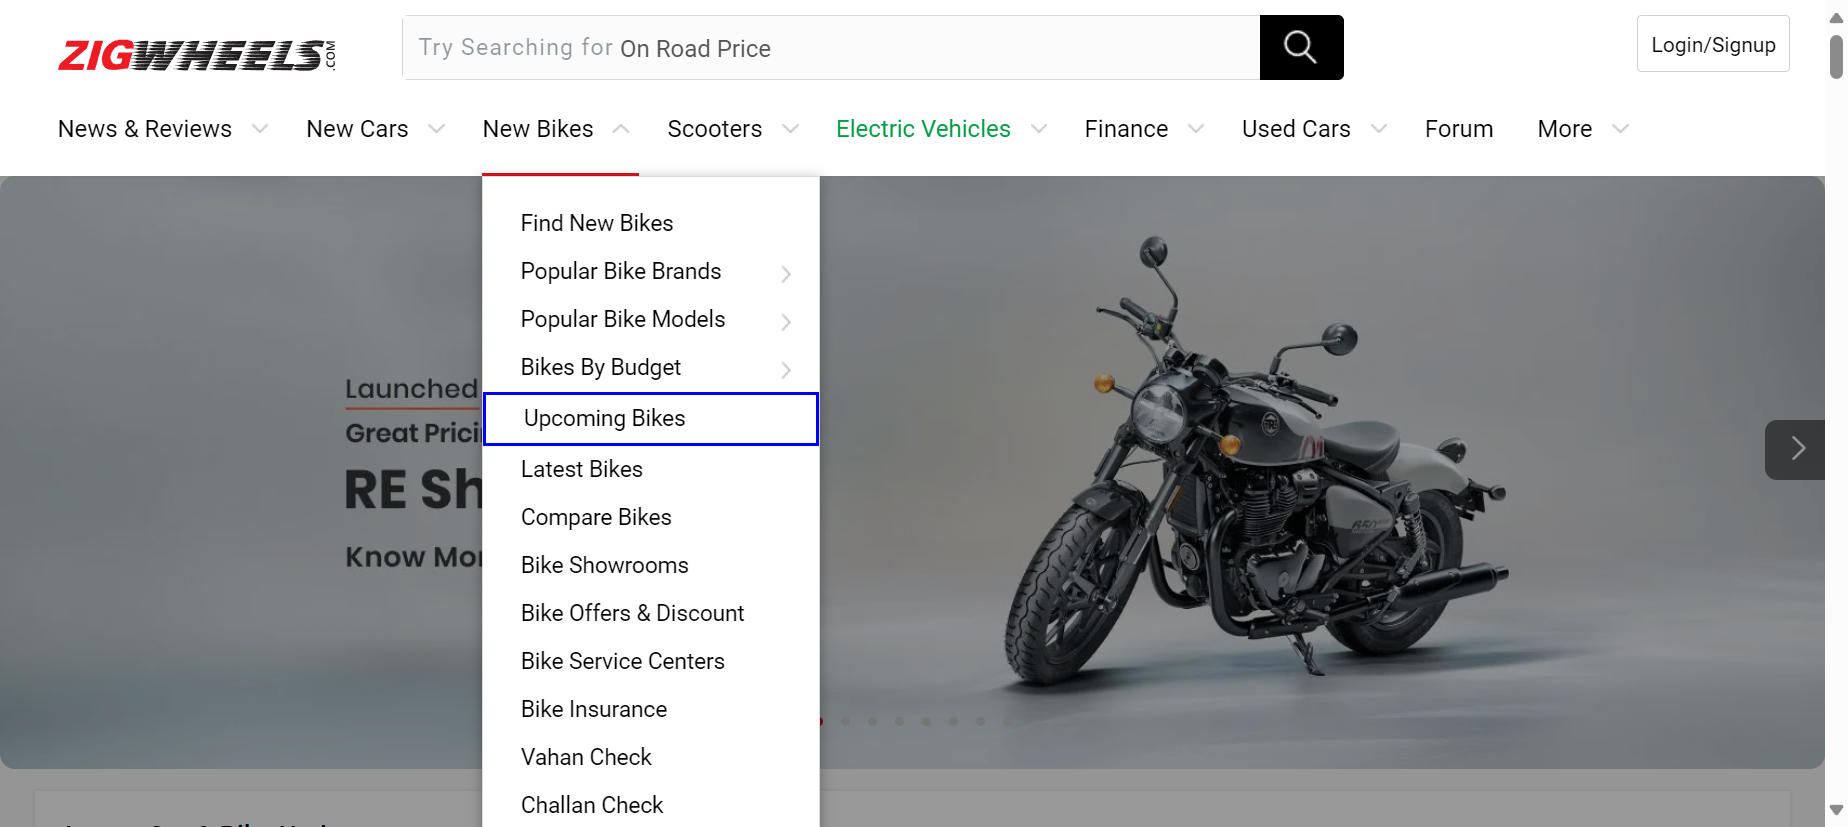 ZIGWHEELS.COM
Try Searching for On Road Price
Login/Signup
News & Reviews New Cars New Bikes Scooters Electric Vehicles Finance Used Cars Forum More
Find New Bikes
Popular Bike Brands
Popular Bike Models
Bikes By Budget
Launched
Upcoming Bikes
Great Prici
Latest Bikes
RE Sh
Compare Bikes
Know Mor
Bike Showrooms
Bike Offers & Discount
Bike Service Centers
Bike Insurance
Vahan Check
Challan Check